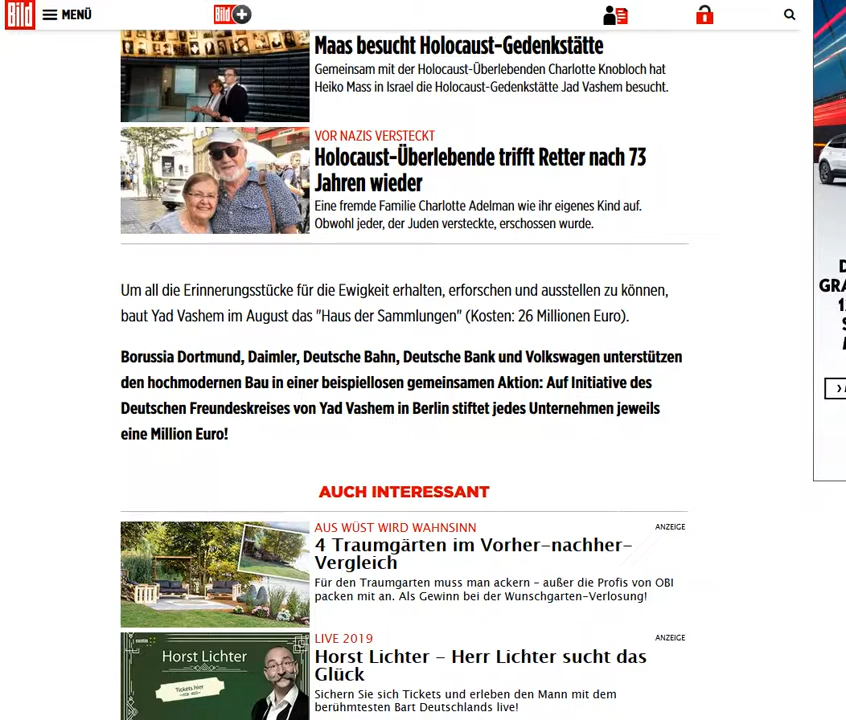 Bild
MENÜ
Bild
Maas besucht Holocaust-Gedenkstätte
Gemeinsam mit der Holocaust-Überlebenden Charlotte Knobloch hat
Heiko Mass in Israel die Holocaust-Gedenkstätte Jad Vashem besucht.
VOR NAZIS VERSTECKT
Holocaust-Überlebende trifft Retter nach 73
Jahren wieder
Eine fremde Familie Charlotte Adelman wie ihr eigenes Kind auf.
Obwohl jeder, der Juden versteckte, erschossen wurde.
Um all die Erinnerungsstücke für die Ewigkeit erhalten, erforschen und ausstellen zu können,
baut Yad Vashem im August das "Haus der Sammlungen" (Kosten: 26 Millionen Euro).
Borussia Dortmund, Daimler, Deutsche Bahn, Deutsche Bank und Volkswagen unterstützen
den hochmodernen Bau in einer beispiellosen gemeinsamen Aktion: Auf Initiative des
Deutschen Freundeskreises von Yad Vashem in Berlin stiftet jedes Unternehmen jeweils
eine Million Euro!
AUCH INTERESSANT
AUS WÜST WIRD WAHNSINN
ANZEIGE
4 Traumgärten im Vorher-nachher-
Vergleich
Für den Traumgarten muss man ackern – außer die Profis von OBI
packen mit an. Als Gewinn bei der Wunschgarten-Verlosung!
LIVE 2019
ANZEIGE
Horst Lichter – Herr Lichter sucht das
Glück
Sichern Sie sich Tickets und erleben den Mann mit dem
berühmtesten Bart Deutschlands live!
Horst Lichter
Tickets hier
GRA